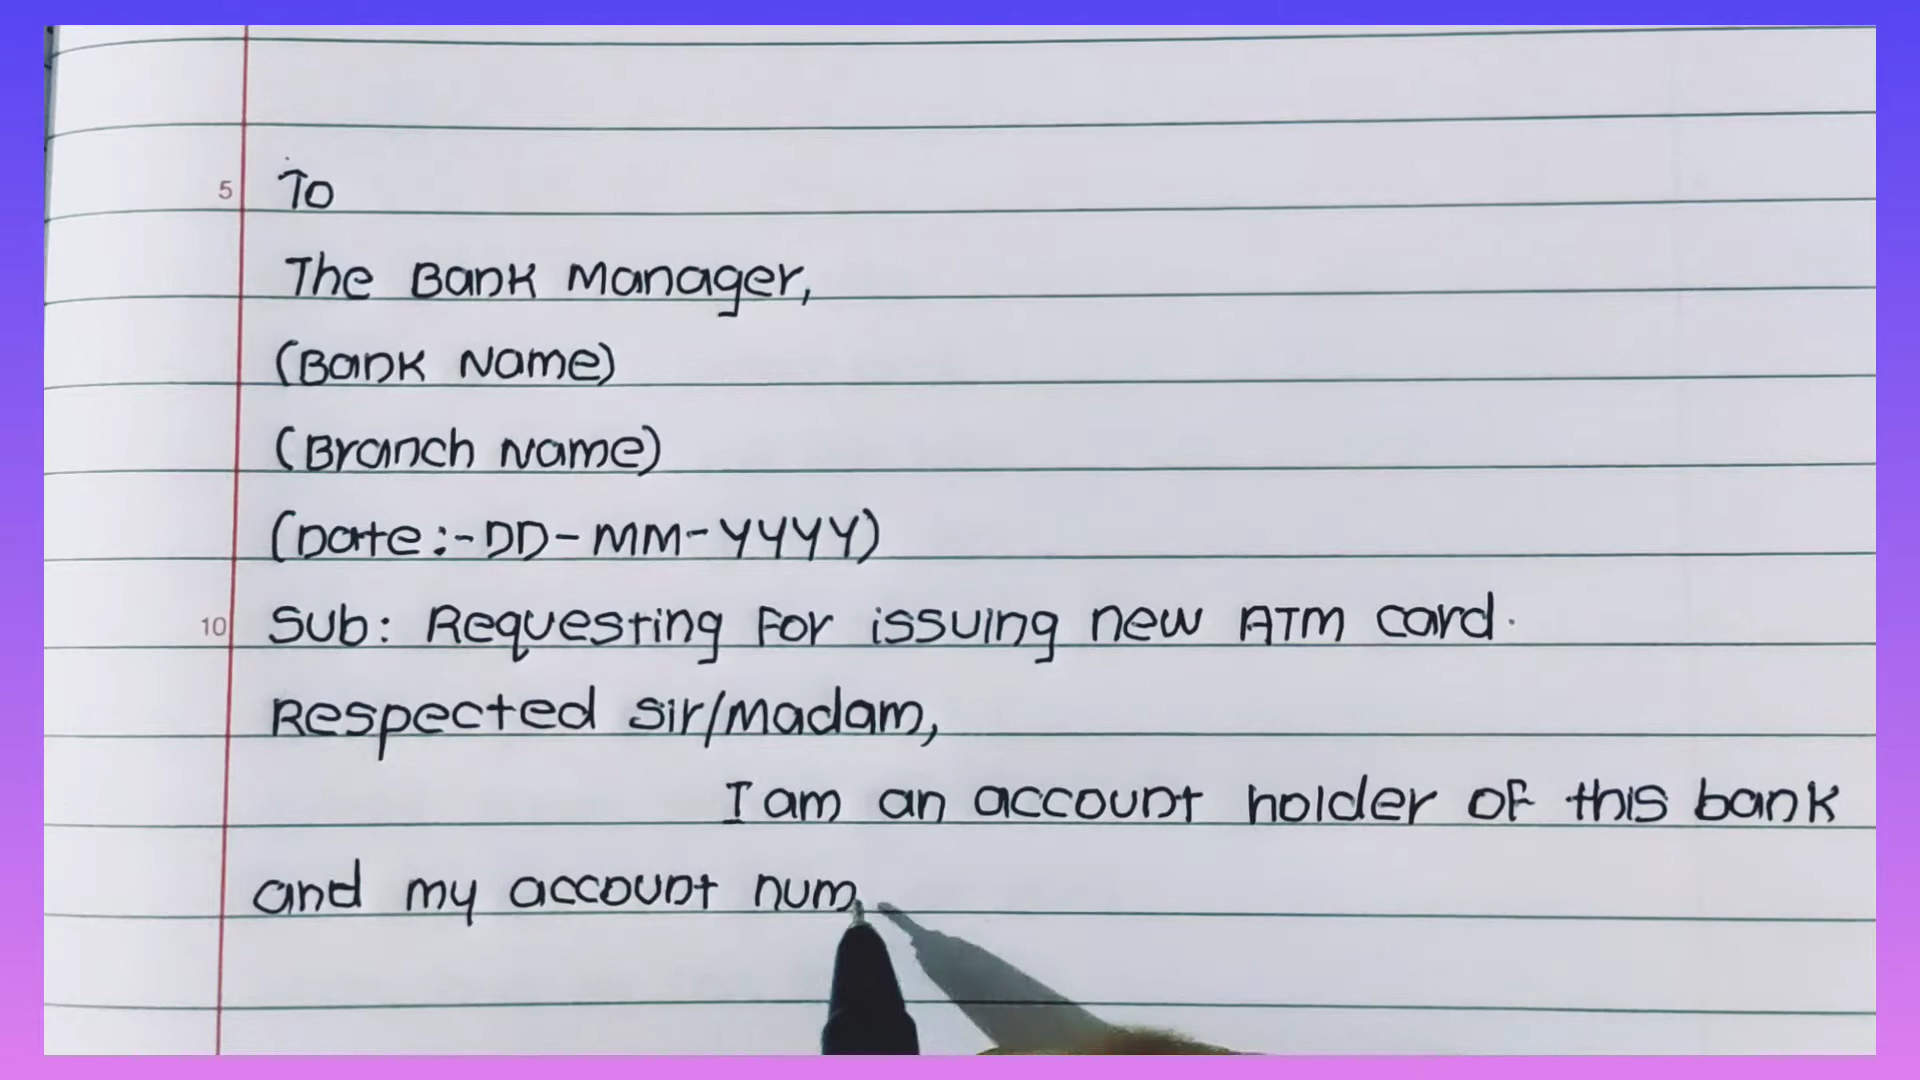 5 To
The Bank Manager,
(Bank Name)
(Branch Name)
(Date:-DD-MM-YYYY)
10 Sub: Requesting For issuing new ATM card.
Respected sir/madam,
I am an account holder of this bank
and my account num